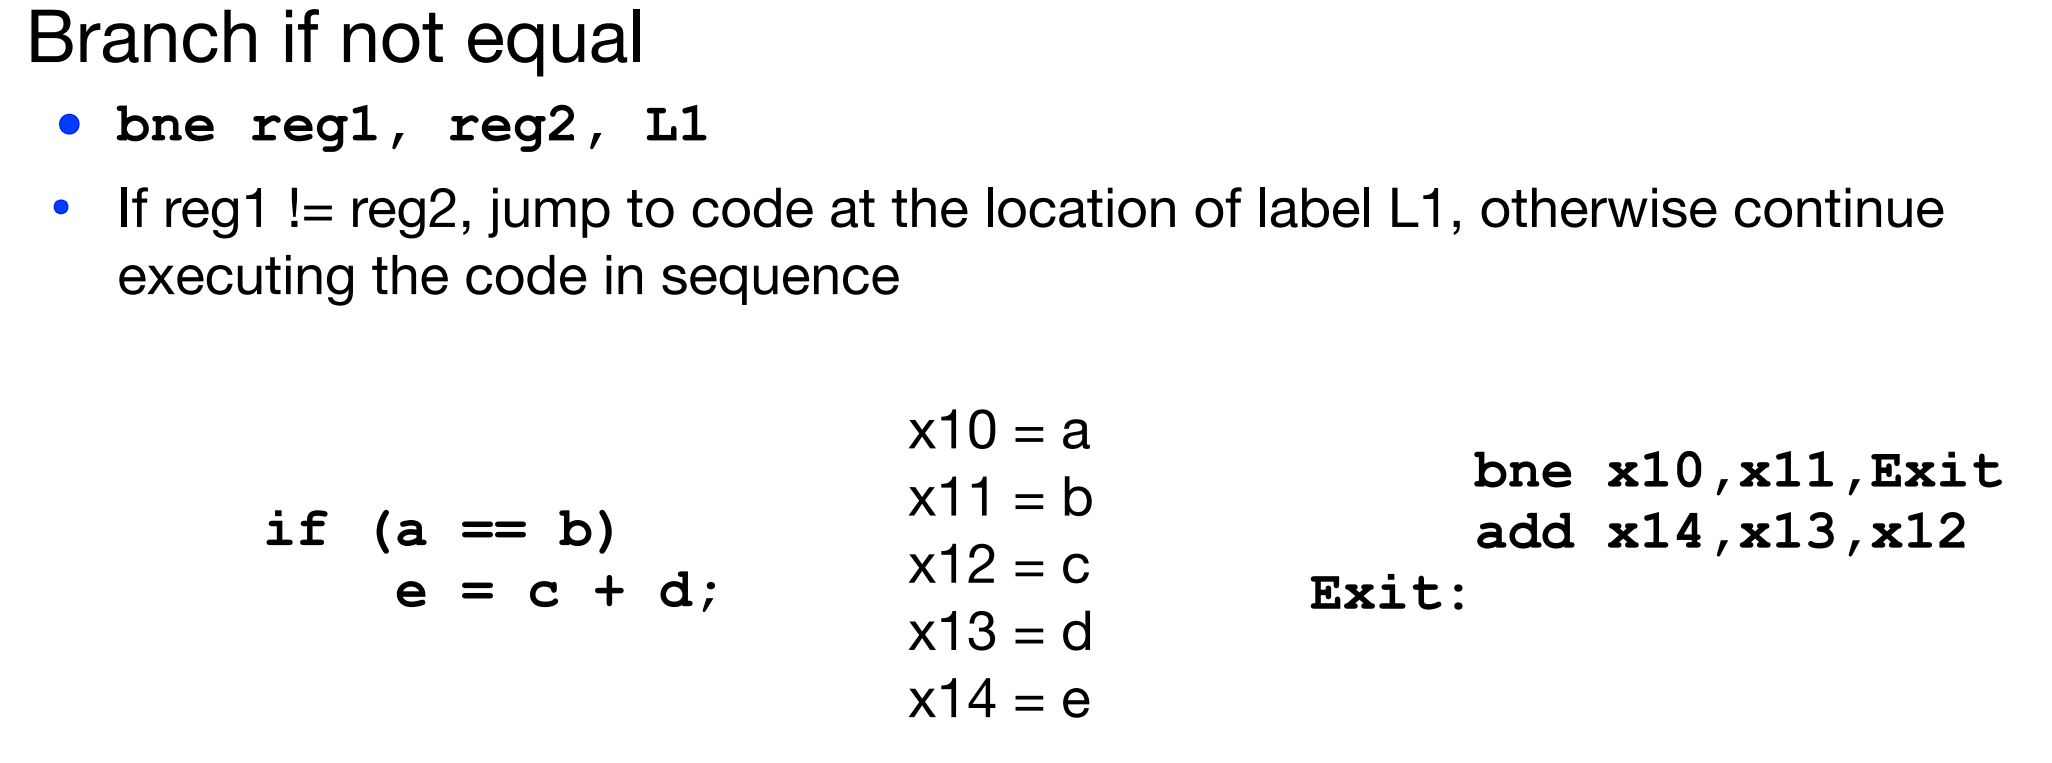 Branch if not equal
• bne reg1, reg2, L1
• If reg1 != reg2, jump to code at the location of label L1, otherwise continue
executing the code in sequence
if (a == b)
e = c + d;
x10 = a
x11 = b
x12 = c
x13 = d
x14 = e
bne x10,x11,Exit
add x14,x13,x12
Exit: